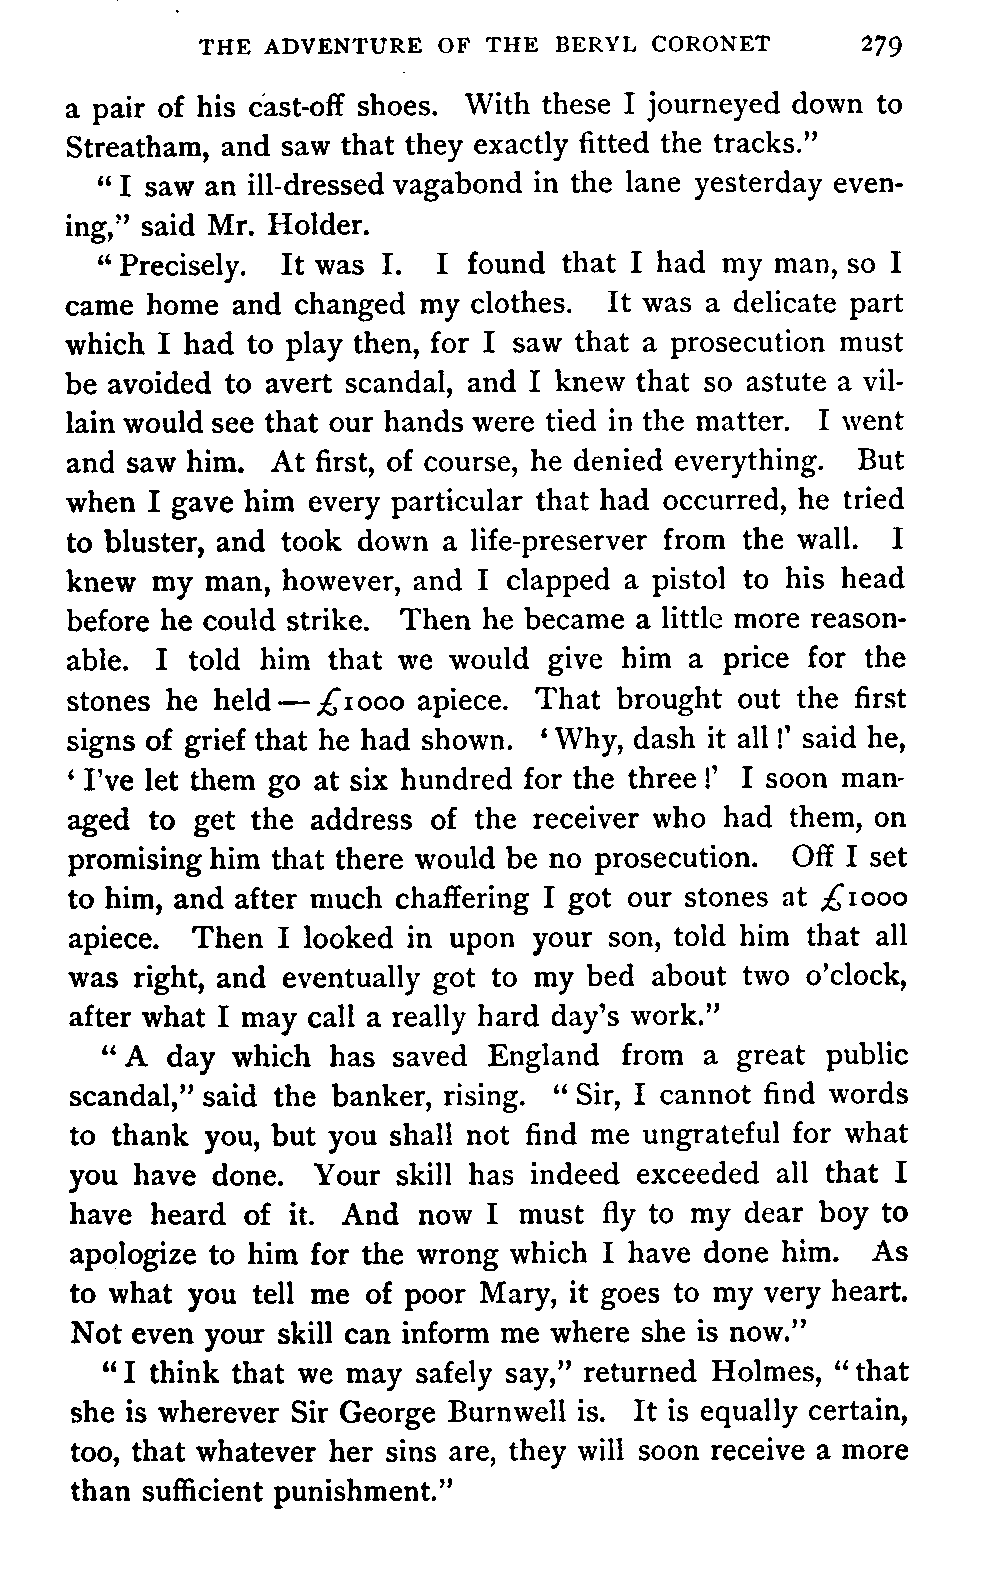 THE ADVENTURE OF THE BERYL CORONET 279
a pair of his cast-off shoes. With these I journeyed down to
Streatham, and saw that they exactly fitted the tracks.”
“I saw an ill-dressed vagabond in the lane yesterday even-
ing,” said Mr. Holder.
“Precisely. It was I. I found that I had my man, so I
came home and changed my clothes. It was a delicate part
which I had to play then, for I saw that a prosecution must
be avoided to avert scandal, and I knew that so astute a vil-
lain would see that our hands were tied in the matter. I went
and saw him. At first, of course, he denied everything. But
when I gave him every particular that had occurred, he tried
to bluster, and took down a life-preserver from the wall. I
knew my man, however, and I clapped a pistol to his head
before he could strike. Then he became a little more reason-
able. I told him that we would give him a price for the
stones he held—£1000 apiece. That brought out the first
signs of grief that he had shown. ‘Why, dash it all!’ said he,
‘I've let them go at six hundred for the three!’ I soon man-
aged to get the address of the receiver who had them, on
promising him that there would be no prosecution. Off I set
to him, and after much chaffering I got our stones at £1000
apiece. Then I looked in upon your son, told him that all
was right, and eventually got to my bed about two o'clock,
after what I may call a really hard day's work.”
“A day which has saved England from a great public
scandal,” said the banker, rising. “Sir, I cannot find words
to thank you, but you shall not find me ungrateful for what
you have done. Your skill has indeed exceeded all that I
have heard of it. And now I must fly to my dear boy to
apologize to him for the wrong which I have done him. As
to what you tell me of poor Mary, it goes to my very heart.
Not even your skill can inform me where she is now.”
“I think that we may safely say,” returned Holmes, “that
she is wherever Sir George Burnwell is. It is equally certain,
too, that whatever her sins are, they will soon receive a more
than sufficient punishment.”